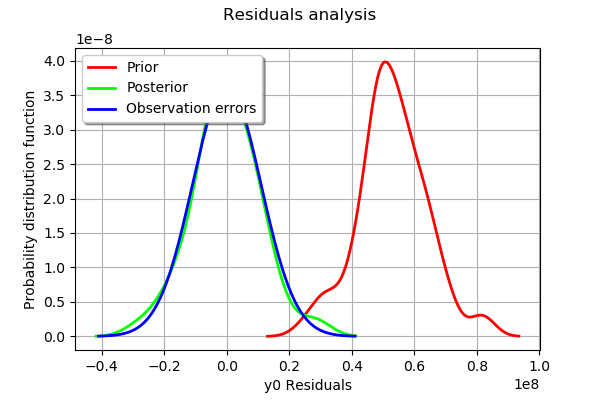 Residuals analysis
1e−8
4.0
3.5
3.0
2.5
2.0
1.5
1.0
0.5
0.0
Probability distribution function
Prior
Posterior
Observation errors
−0.4 −0.2 0.0 0.2 0.4 0.6 0.8 1.0
y0 Residuals
1e8